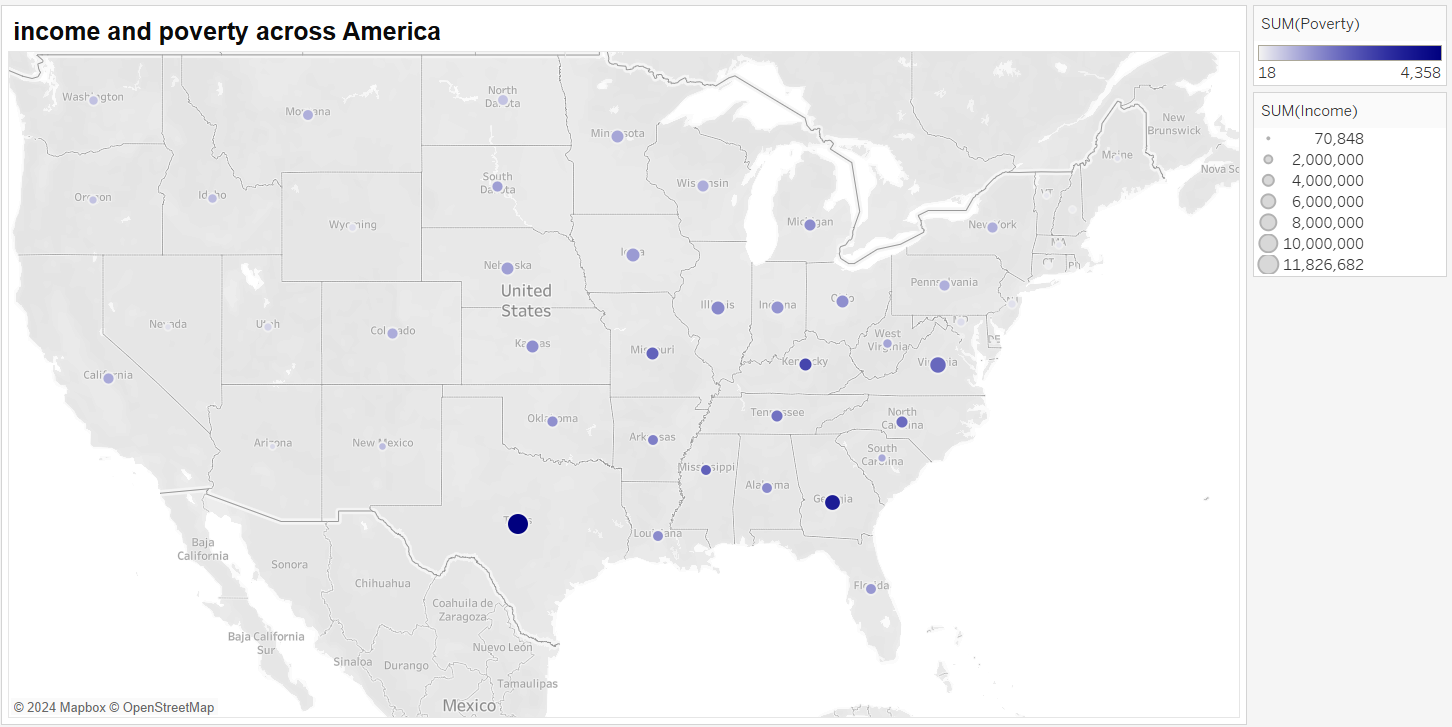 income and poverty across America
SUM(Poverty)
18
4,358
SUM(Income)
70,848
2,000,000
4,000,000
6,000,000
8,000,000
10,000,000
11,826,682
Washington
Montana
North
Dakota
Minnesota
New
Brunswick
Maine
Nova Sc
Oregon
Idaho
South
Dakota
Wisconsin
VT
Wyoming
Michigan
New York
MA
Iowa
CT
Nebraska
United
States
Pennsylvania
Illinois
Indiana
Ohio
Nevada
Utah
Colorado
Kansas
Missouri
West
Virginia
DE
Kentucky
Virginia
California
Oklahoma
Tennessee
North
Carolina
Arizona
New Mexico
Arkansas
South
Carolina
Mississippi
Alabama
Georgia
Louisiana
Baja
California
Sonora
Chihuahua
Florida
Coahuila de
Zaragoza
Baja California
Sur
Nuevo León
Sinaloa
Durango
Tamaulipas
Mexico
© 2024 Mapbox © OpenStreetMap